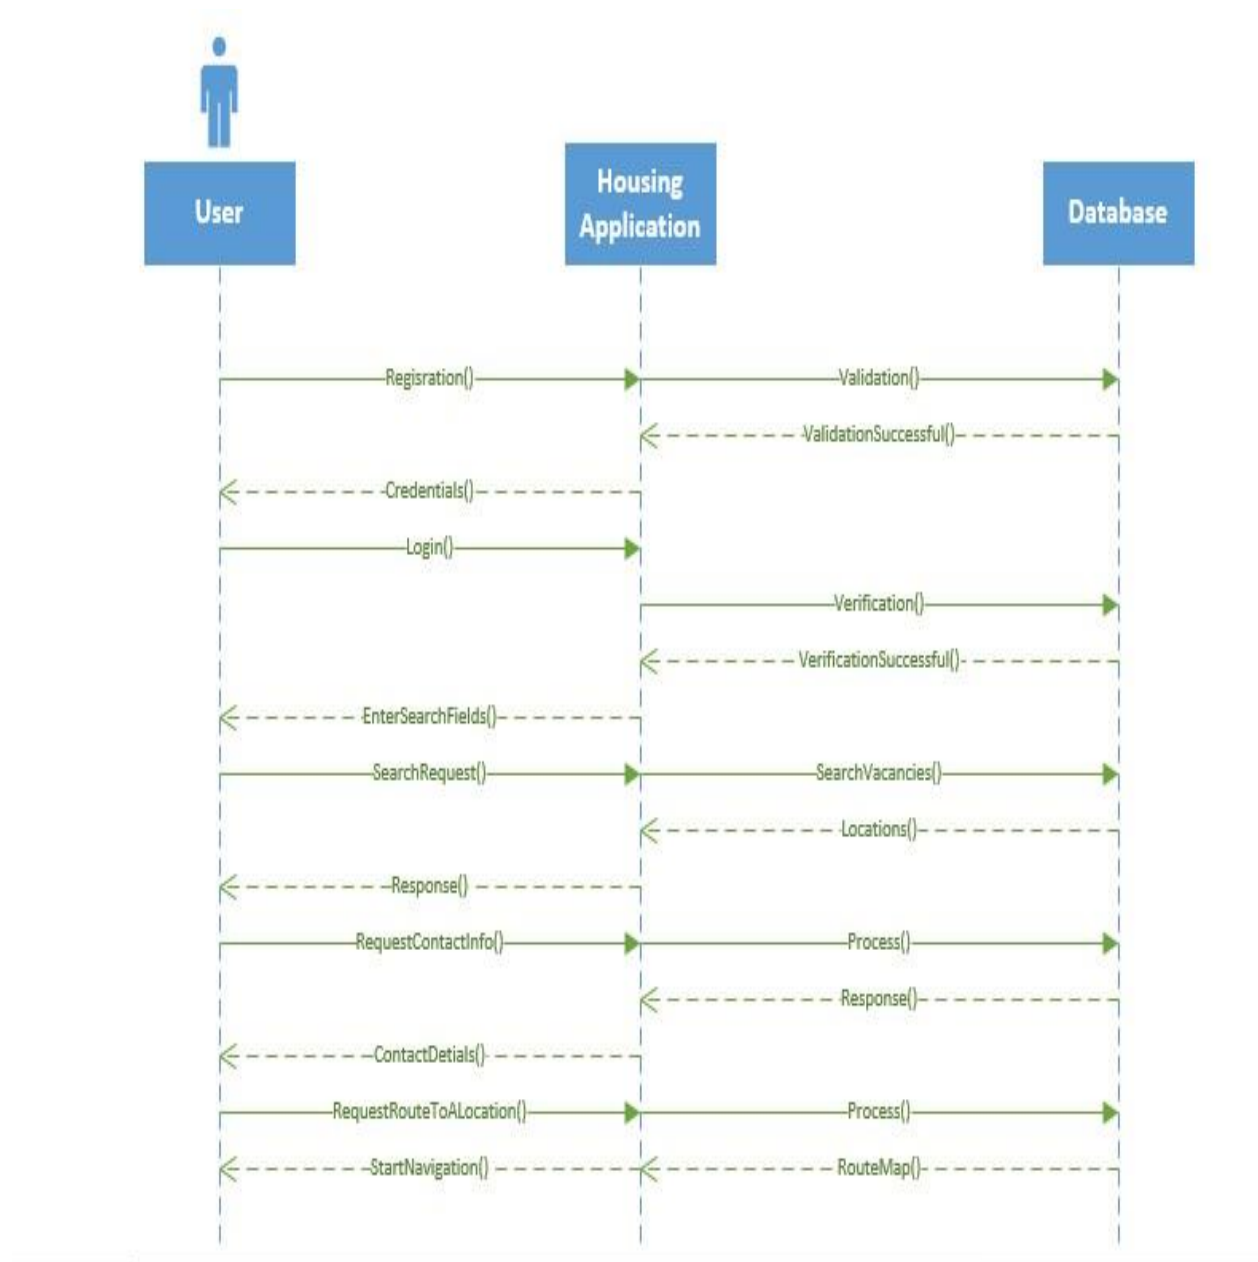 User
Housing
Application
Database
Regisration()
Validation()
ValidationSuccessful()
Credentials()
Login()
Verification()
VerificationSuccessful()
EnterSearchFields()
SearchRequest()
SearchVacancies()
Locations()
Response()
RequestContactInfo()
Process()
Response()
ContactDetials()
RequestRouteToALocation()
Process()
StartNavigation()
RouteMap()